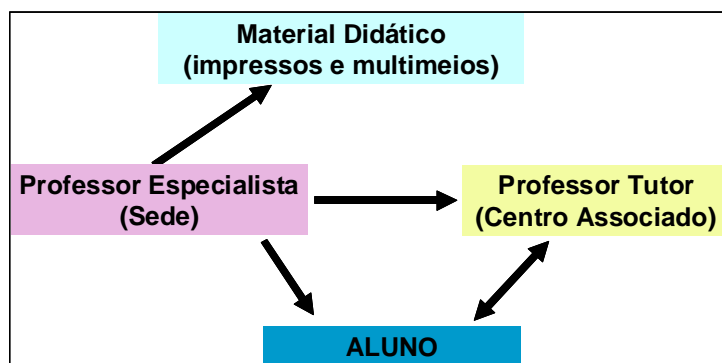 Material Didático
(impressos e multimeios)
Professor Especialista
(Sede)
Professor Tutor
(Centro Associado)
ALUNO